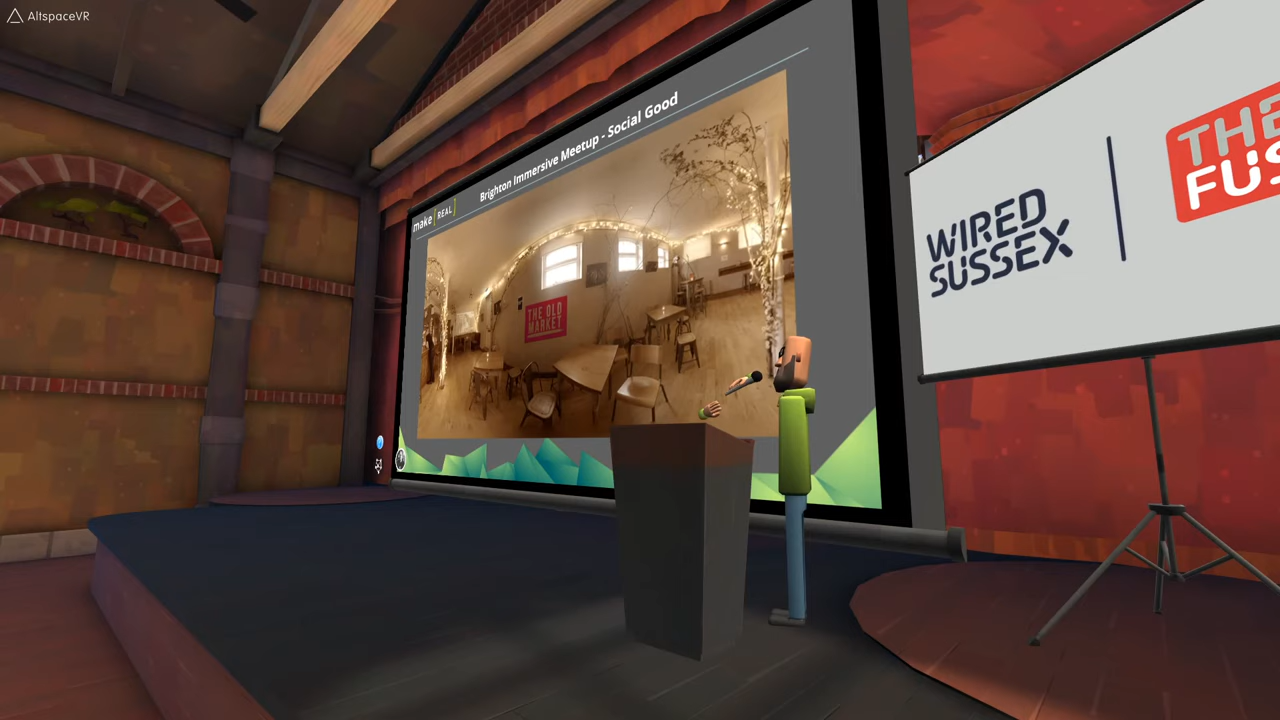 AltspaceVR
Brighton Immersive Meetup - Social Good
make [REAL]
THE OLD
MARKET
WIRED
SUSSEX
THE
FUS